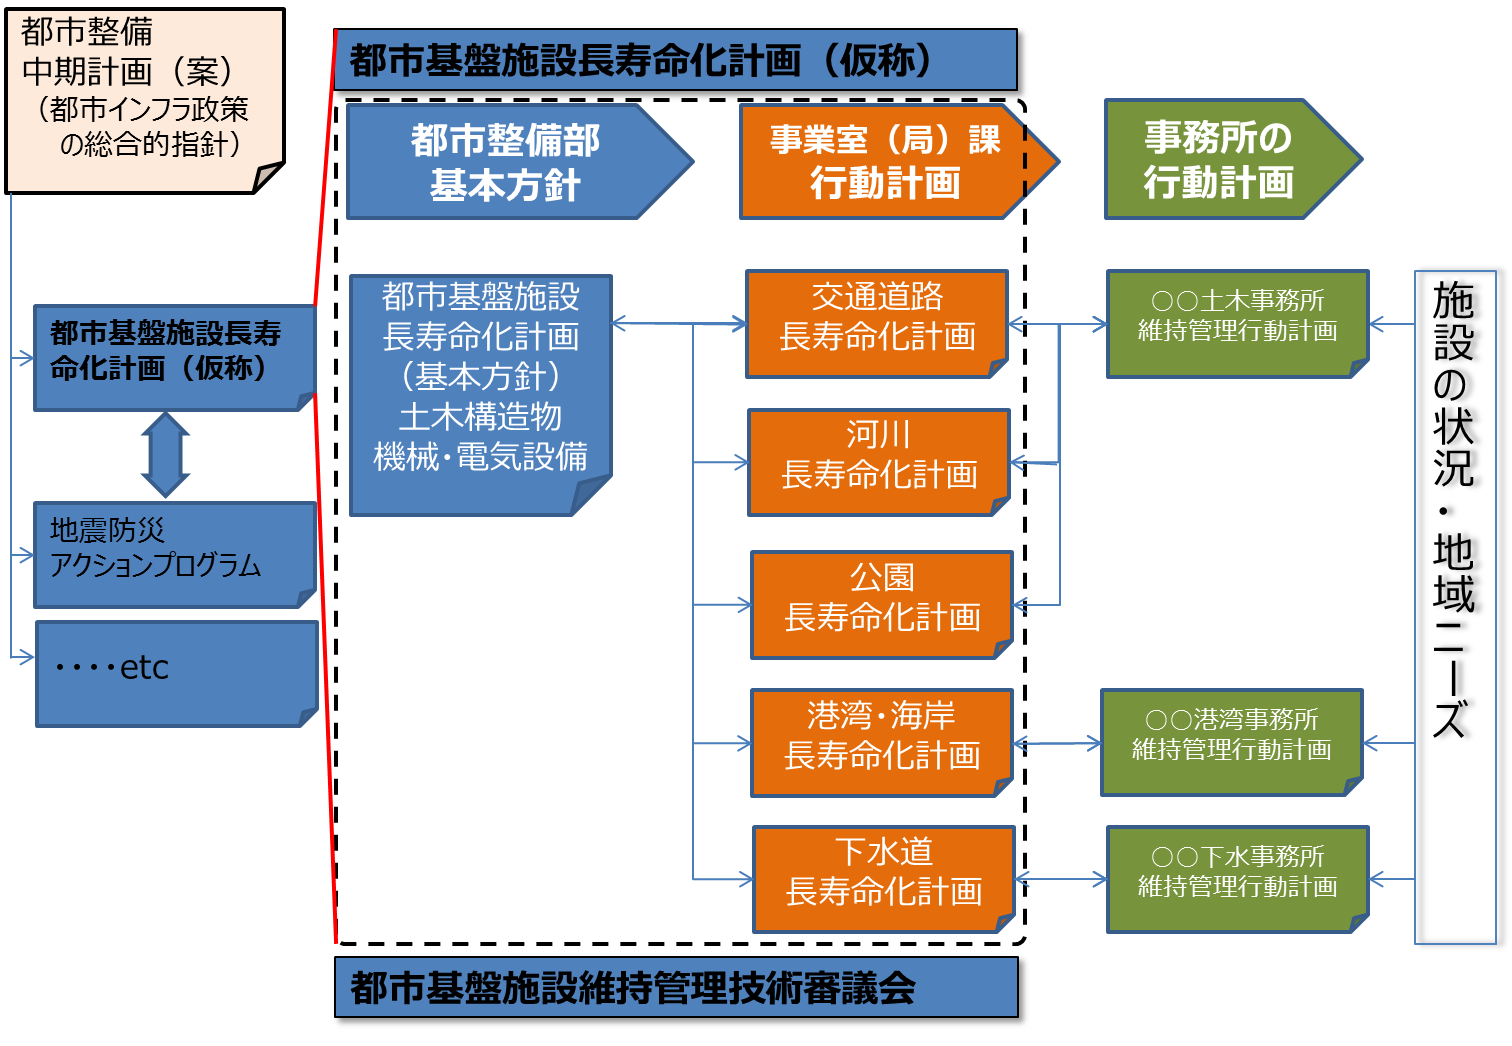 都市整備
中期計画（案）
（都市インフラ政策
の総合的指針）
都市基盤施設長寿
命化計画（仮称）
地震防災
アクションプログラム
・・・・etc
都市基盤施設長寿命化計画（仮称）
都市整備部
基本方針
事業室（局）課
行動計画
事務所の
行動計画
都市基盤施設
長寿命化計画
（基本方針）
土木構造物
機械・電気設備
交通道路
長寿命化計画
河川
長寿命化計画
公園
長寿命化計画
港湾・海岸
長寿命化計画
下水道
長寿命化計画
〇〇土木事務所
維持管理行動計画
〇〇港湾事務所
維持管理行動計画
〇〇下水事務所
維持管理行動計画
施設の状況・地域ニーズ
都市基盤施設維持管理技術審議会